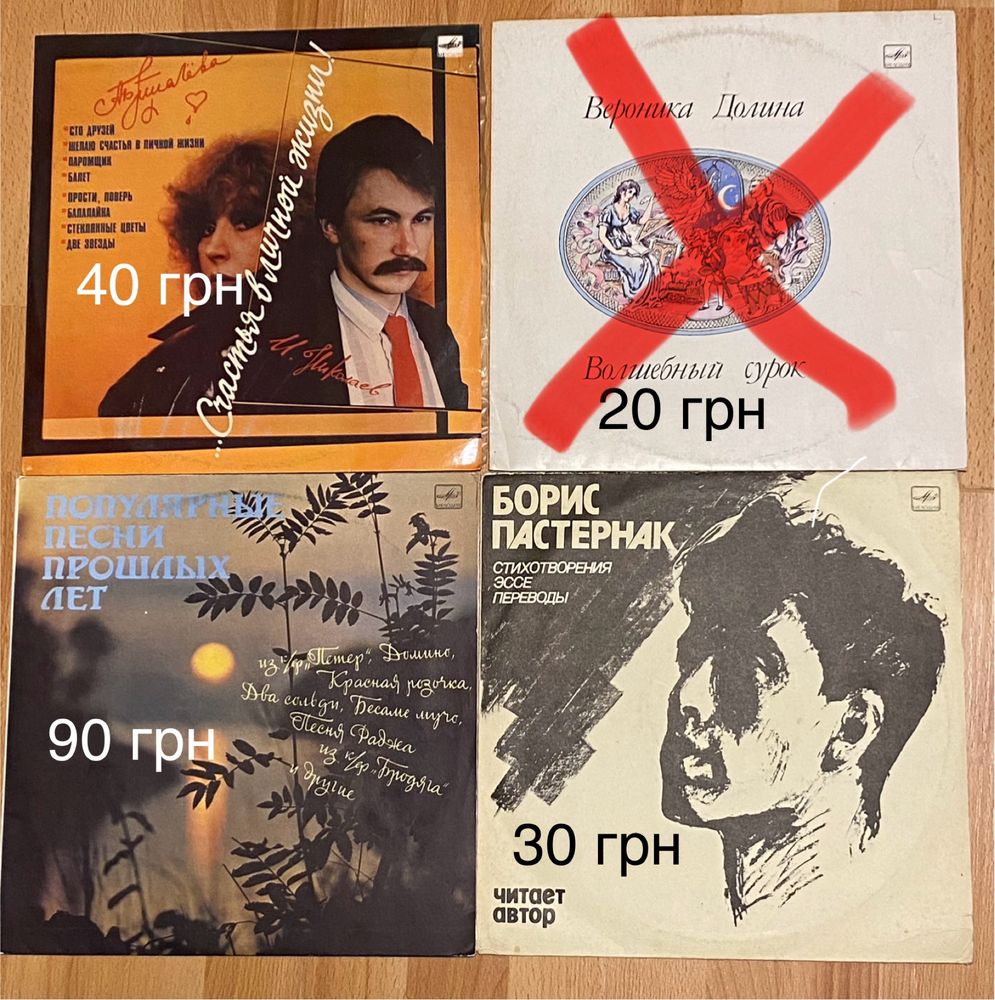 А. Пугачёва
СТО ДРУЗЕЙ
ЖЕЛАЮ СЧАСТЬЯ В ЛИЧНОЙ ЖИЗНИ
ПАРОМЩИК
БАЛЕТ
ПРОСТИ, ПОВЕРЬ
БАЛАЛАЙКА
СТЕКЛЯННЫЕ ЦВЕТЫ
ДВЕ ЗВЕЗДЫ
...Счастья в личной жизни!
И. Николаев
40 грн
Вероника Долина
Волшебный сурок
20 грн
ПОПУЛЯРНЫЕ
ПЕСНИ
ПРОШЛЫХ
ЛЕТ
из к/ф „Петер“, Домино,
Красная розочка,
Два сольди, Бесаме мучо,
Песня Раджа
из к/ф „Бродяга“
и другие
90 грн
БОРИС
ПАСТЕРНАК
СТИХОТВОРЕНИЯ
ЭССЕ
ПЕРЕВОДЫ
30 грн
читает
автор